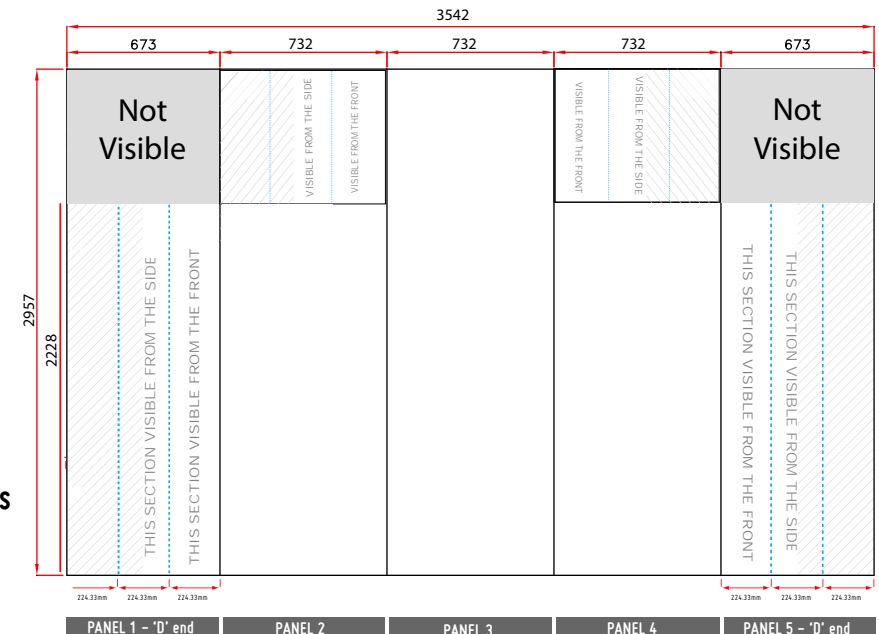 3542
673
732
732
732
673
Not
Visible
VISIBLE FROM THE SIDE
VISIBLE FROM THE FRONT
VISIBLE FROM THE FRONT
VISIBLE FROM THE SIDE
Not
Visible
2957
2228
THIS SECTION VISIBLE FROM THE SIDE
THIS SECTION VISIBLE FROM THE FRONT
THIS SECTION VISIBLE FROM THE FRONT
THIS SECTION VISIBLE FROM THE SIDE
S
224.33mm
224.33mm
224.33mm
224.33mm
224.33mm
224.33mm
PANEL 1 – 'D' end
PANEL 2
PANEL 3
PANEL 4
PANEL 5 – 'D' end